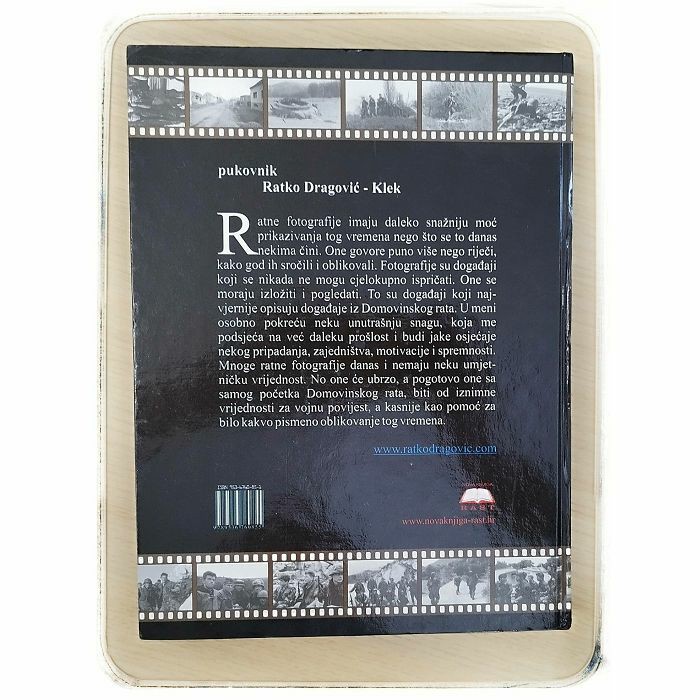 pukovnik
Ratko Dragović - Klek
Ratne fotografije imaju daleko snažniju moć
prikazivanja tog vremena nego što se to danas
nekima čini. One govore puno više nego riječi,
kako god ih sročili i oblikovali. Fotografije su događaji
koji se nikada ne mogu cjelokupno ispričati. One se
moraju izložiti i pogledati. To su događaji koji naj-
vjernije opisuju događaje iz Domovinskog rata. U meni
osobno pokreću neku unutrašnju snagu, koja me
podsjeća na već daleku prošlost i budi jake osjećaje
nekog pripadanja, zajedništva, motivacije i spremnosti.
Mnoge ratne fotografije danas i nemaju neku umjet-
ničku vrijednost. No one će ubrzo, a pogotovo one sa
samog početka Domovinskog rata, biti od iznimne
vrijednosti za vojnu povijest, a kasnije kao pomoć za
bilo kakvo pismeno oblikovanje tog vremena.
www.ratkodragovic.com
NOVA KNJIGA
RAST
www.novaknjiga-rast.hr